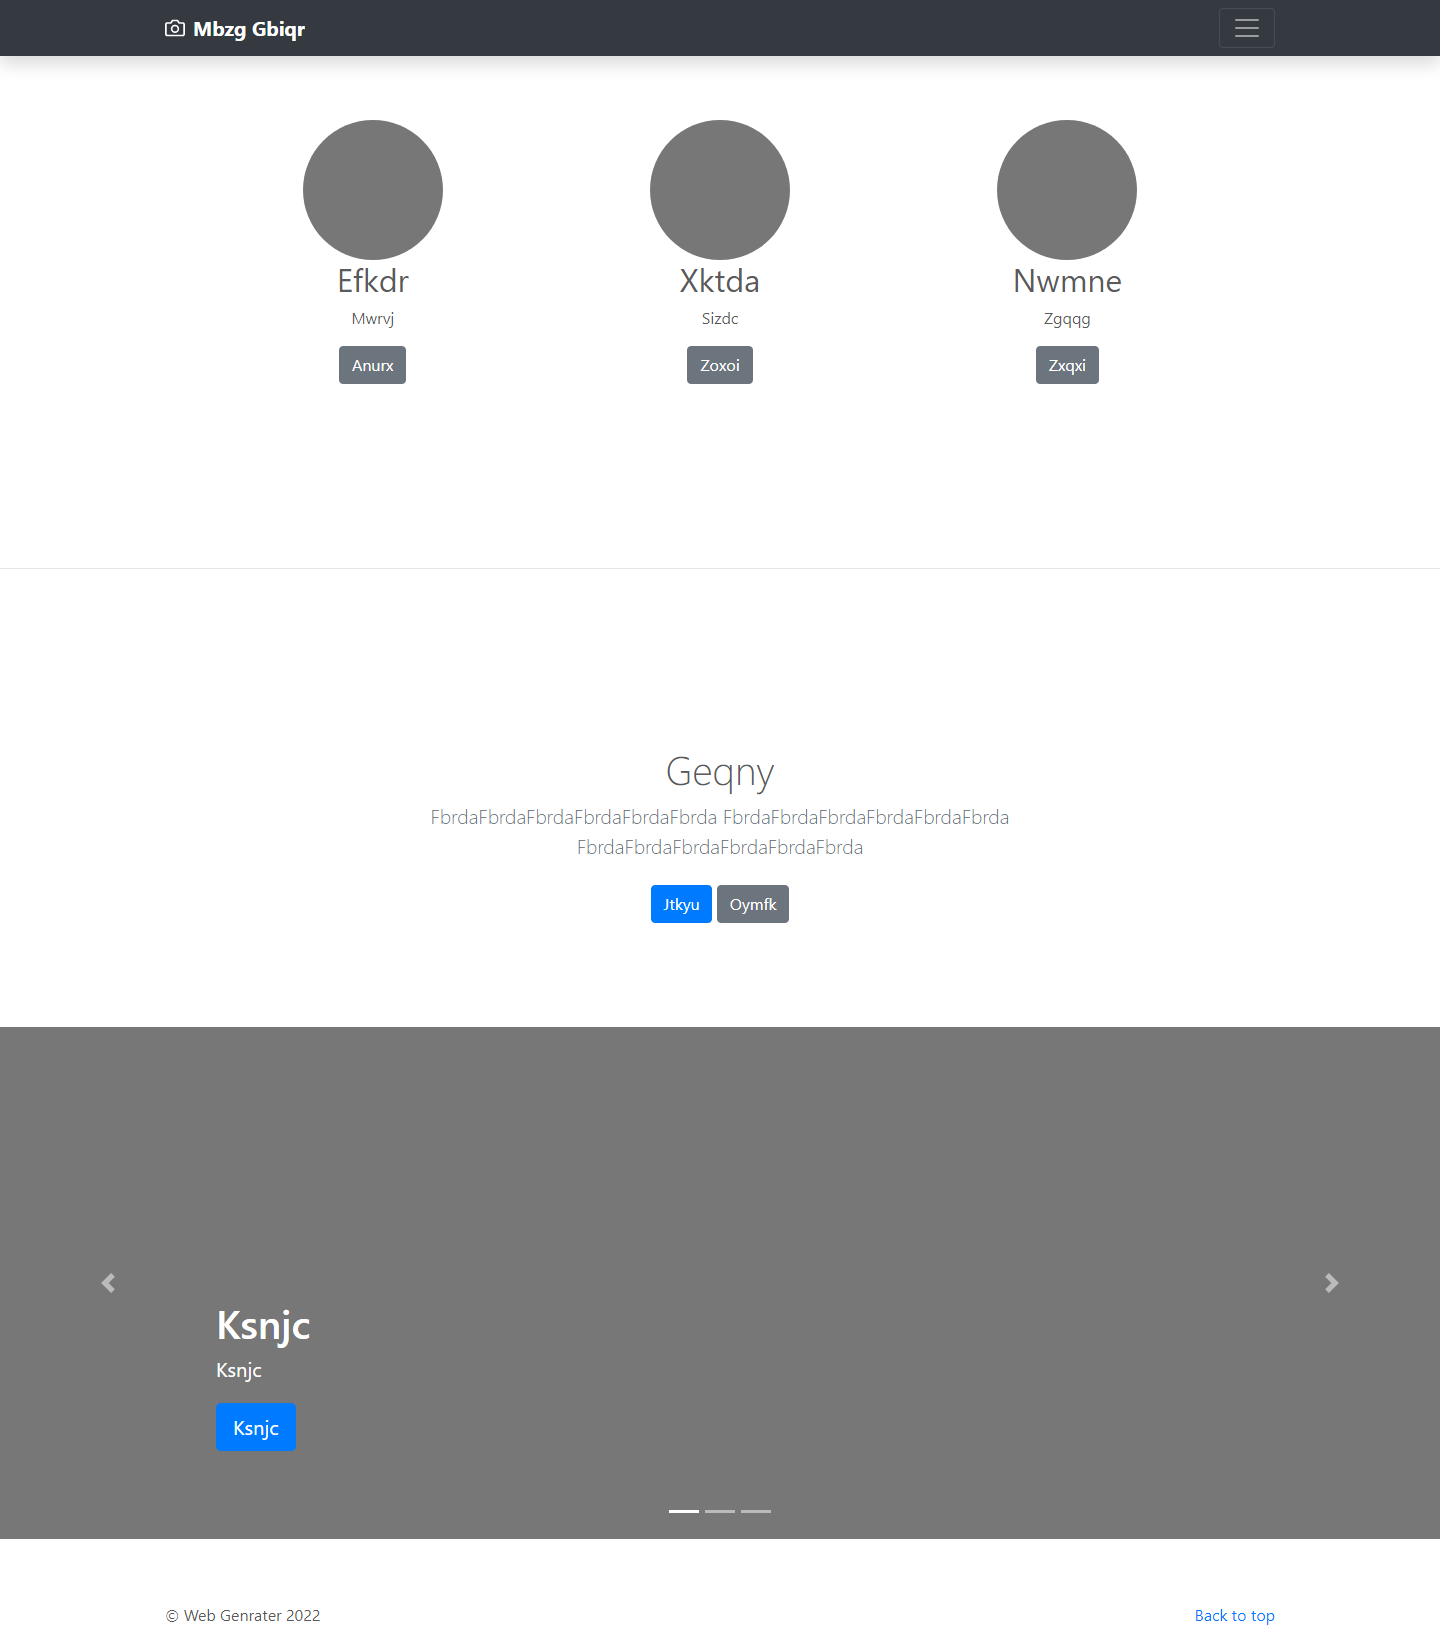 Mbzg Gbiqr
Efkdr
Xktda
Nwmne
Mwrvj
Sizdc
Zgqqg
Anurx
Zoxoi
Zxqxi
Geqny
FbrdaFbrdaFbrdaFbrdaFbrdaFbrda FbrdaFbrdaFbrdaFbrdaFbrdaFbrda
FbrdaFbrdaFbrdaFbrdaFbrdaFbrda
Jtkyu Oymfk
Ksnjc
Ksnjc
Ksnjc
© Web Genrater 2022
Back to top